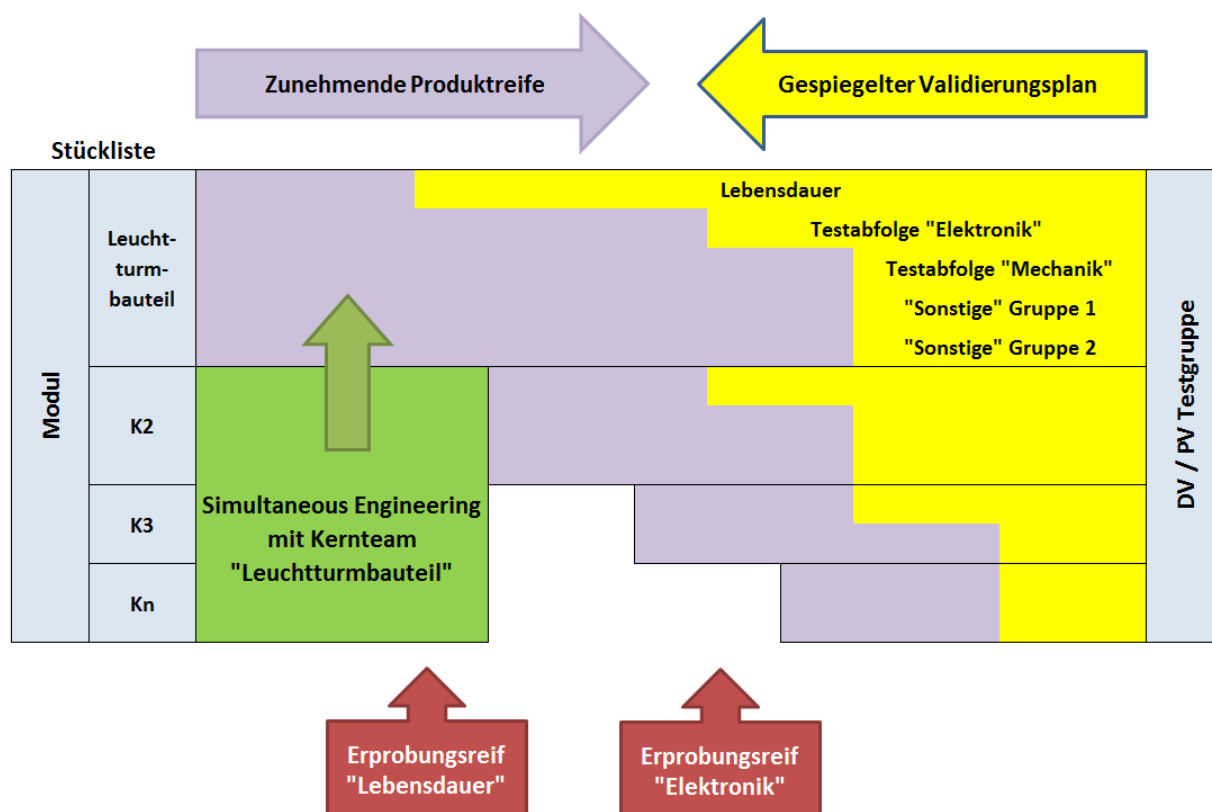 Zunehmende Produktreife
Gespiegelter Validierungsplan
Stückliste
Modul
Leucht-
turm-
bauteil
Lebensdauer
Testabfolge "Elektronik"
Testabfolge "Mechanik"
"Sonstige" Gruppe 1
"Sonstige" Gruppe 2
K2
K3
Kn
Simultaneous Engineering
mit Kernteam
"Leuchtturmbauteil"
DV / PV Testgruppe
Erprobungsreif
"Lebensdauer"
Erprobungsreif
"Elektronik"